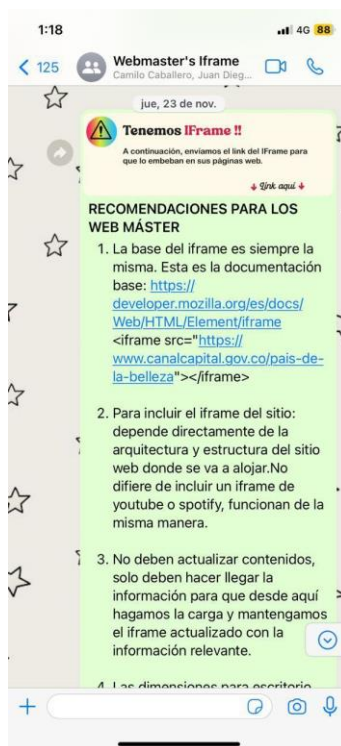 1:18
4G 88
125
Webmaster's Iframe
Camilo Caballero, Juan Dieg...
jue, 23 de nov.
Tenemos IFrame !!
A continuación, enviamos el link del IFrame para
que lo embeban en sus páginas web.
Link aquí
RECOMENDACIONES PARA LOS
WEB MÁSTER
1. La base del iframe es siempre la
misma. Esta es la documentación
base: https://
developer.mozilla.org/es/docs/
Web/HTML/Element/iframe
<iframe src="https://
www.canalcapital.gov.co/pais-de-
la-belleza"></iframe>
2. Para incluir el iframe del sitio:
depende directamente de la
arquitectura y estructura del sitio
web donde se va a alojar.No
difiere de incluir un iframe de
youtube o spotify, funcionan de la
misma manera.
3. No deben actualizar contenidos,
solo deben hacer llegar la
información para que desde aquí
hagamos la carga y mantengamos
el iframe actualizado con la
información relevante.
4. Las dimensiones para escritorio